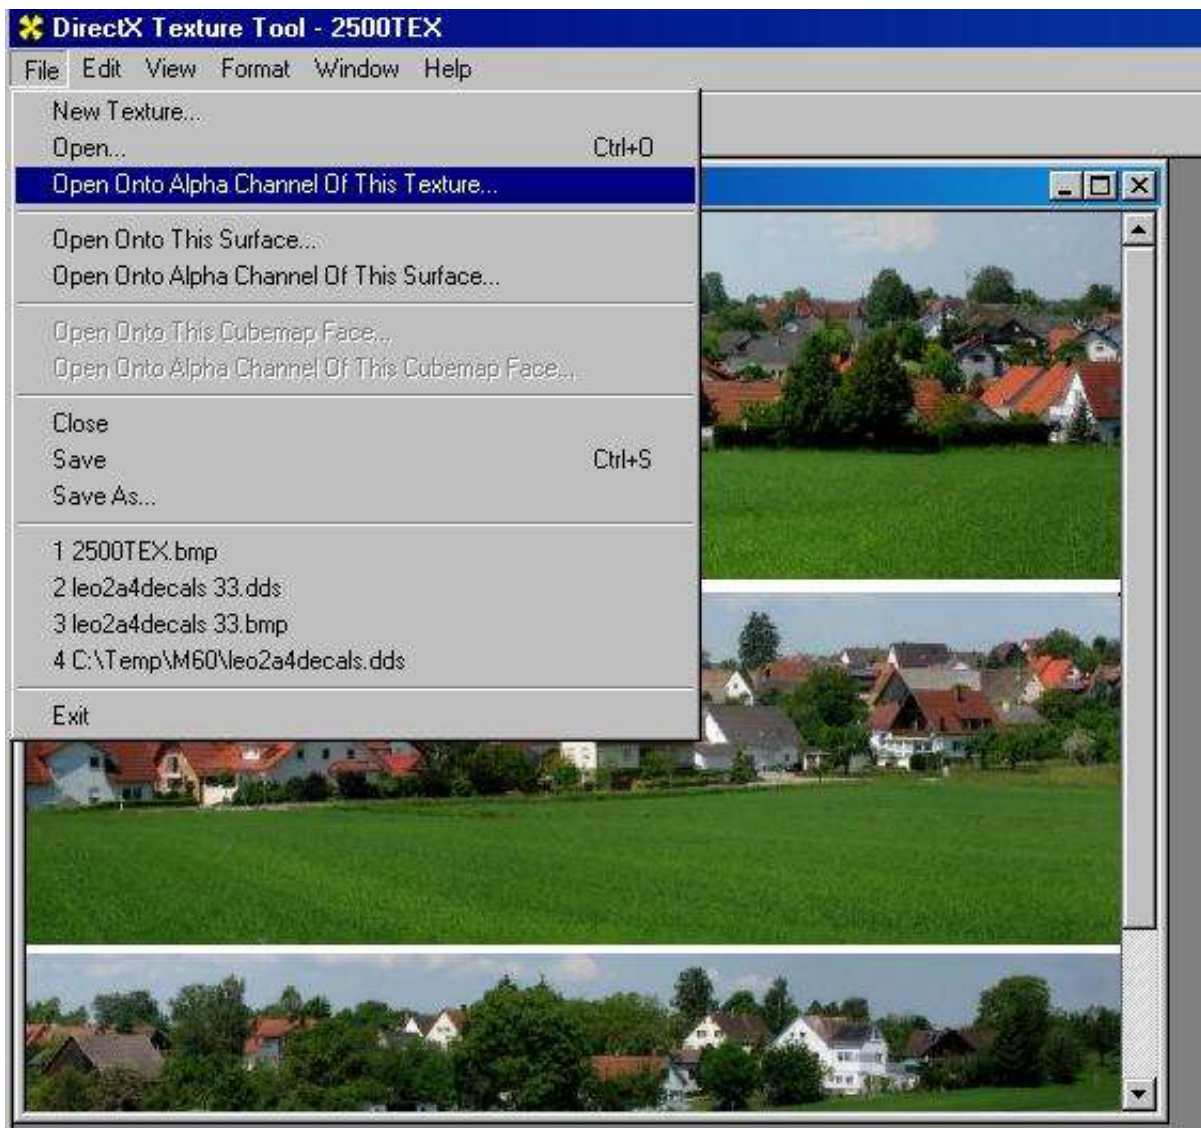 DirectX Texture Tool - 2500TEX
File Edit View Format Window Help
New Texture...
Open... Ctrl+O
Open Onto Alpha Channel Of This Texture...
Open Onto This Surface...
Open Onto Alpha Channel Of This Surface...
Open Onto This Cubemap Face...
Open Onto Alpha Channel Of This Cubemap Face...
Close
Save Ctrl+S
Save As...
1 2500TEX.bmp
2 leo2a4decals 33.dds
3 leo2a4decals 33.bmp
4 C:\Temp\M60\leo2a4decals.dds
Exit